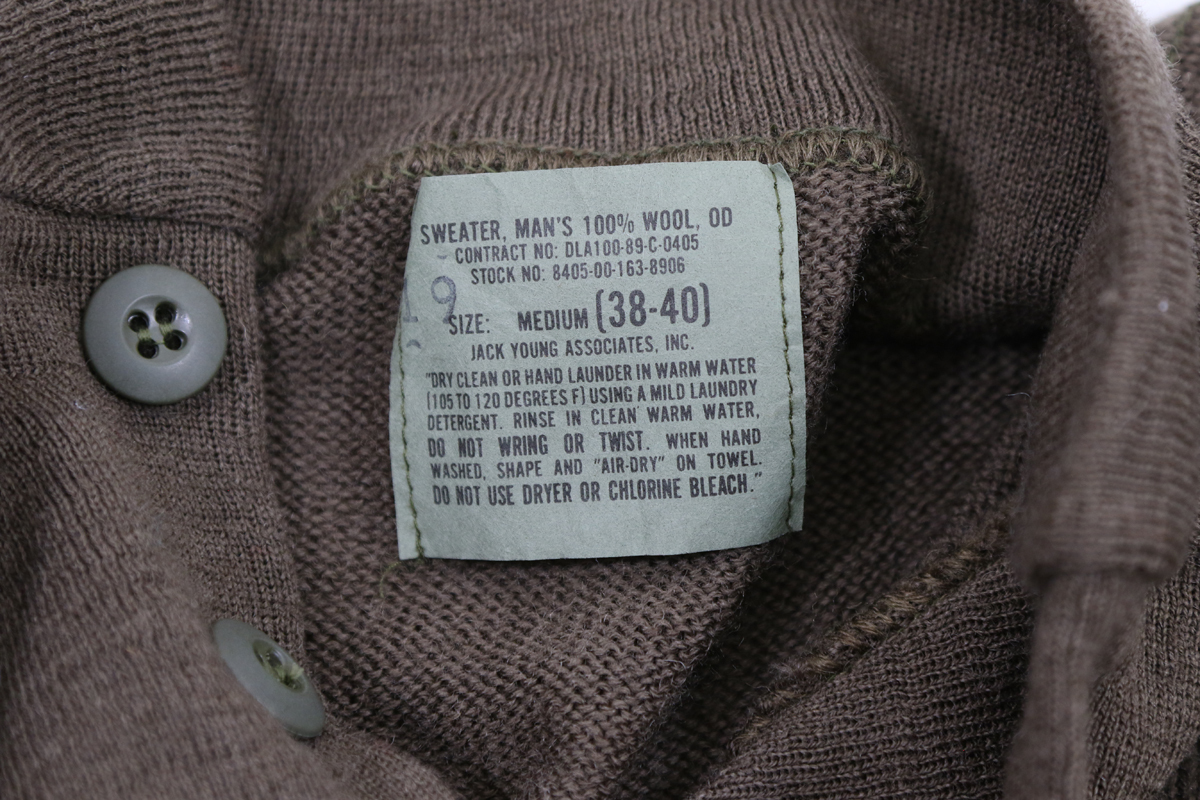 SWEATER, MAN'S 100% WOOL, OD
CONTRACT NO: DLA100-89-C-0405
STOCK NO: 8405-00-163-8906
19
SIZE: MEDIUM (38-40)
JACK YOUNG ASSOCIATES, INC.
"DRY CLEAN OR HAND LAUNDER IN WARM WATER
(105 TO 120 DEGREES F) USING A MILD LAUNDRY
DETERGENT. RINSE IN CLEAN WARM WATER,
DO NOT WRING OR TWIST. WHEN HAND
WASHED, SHAPE AND "AIR-DRY" ON TOWEL.
DO NOT USE DRYER OR CHLORINE BLEACH."